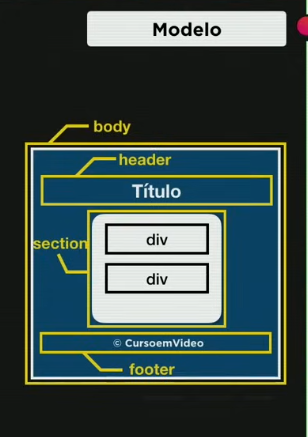 Modelo
body
header
Título
section
div
div
© CursoemVideo
footer